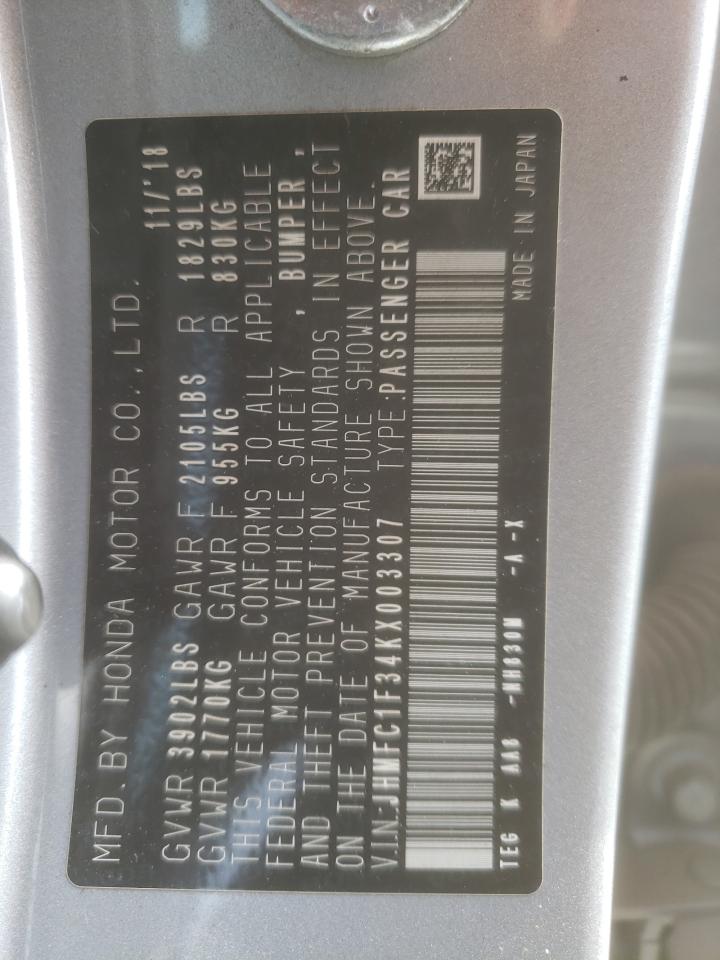 MFD. BY HONDA MOTOR CO., LTD. 11/'18
GVWR 3902LBS GAWR F 2105LBS R 1829LBS
GVWR 1770KG GAWR F 955KG R 830KG
THIS VEHICLE CONFORMS TO ALL APPLICABLE
FEDERAL MOTOR VEHICLE SAFETY , BUMPER ,
AND THEFT PREVENTION STANDARDS IN EFFECT
ON THE DATE OF MANUFACTURE SHOWN ABOVE.
VIN:JHMFC1F34KX003307 TYPE:PASSENGER CAR
TEG K AA8 -NH830M -A-X
MADE IN JAPAN